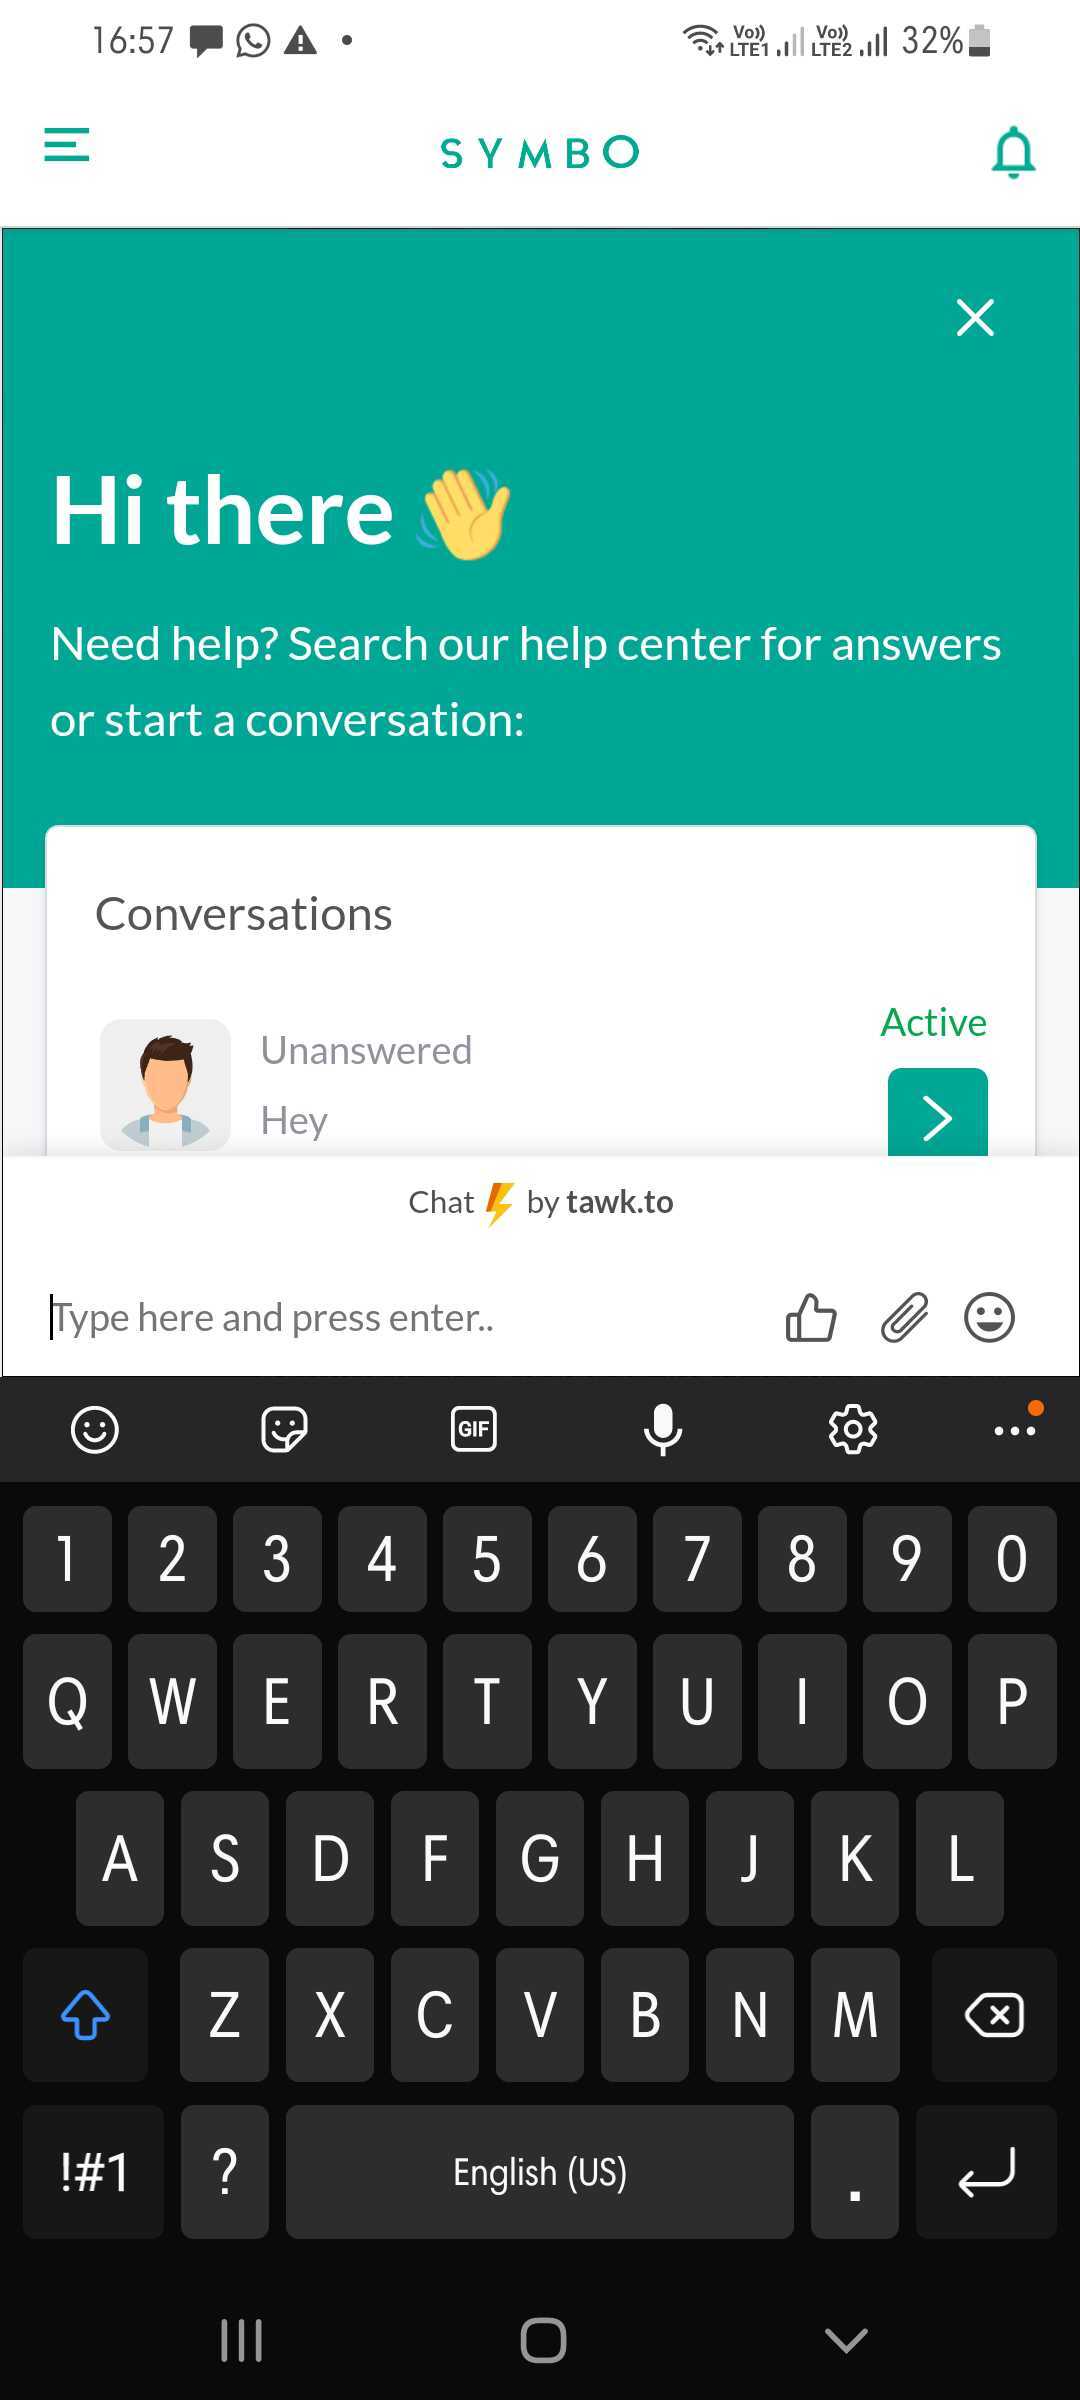 16:57
Vo)) LTE1 Vo)) LTE2 32%
SYMBO
Hi there 👋
Need help? Search our help center for answers
or start a conversation:
Conversations
Active
Unanswered
Hey
Chat ⚡ by tawk.to
Type here and press enter..
GIF
1 2 3 4 5 6 7 8 9 0
Q W E R T Y U I O P
A S D F G H J K L
Z X C V B N M
!#1 ? English (US) .